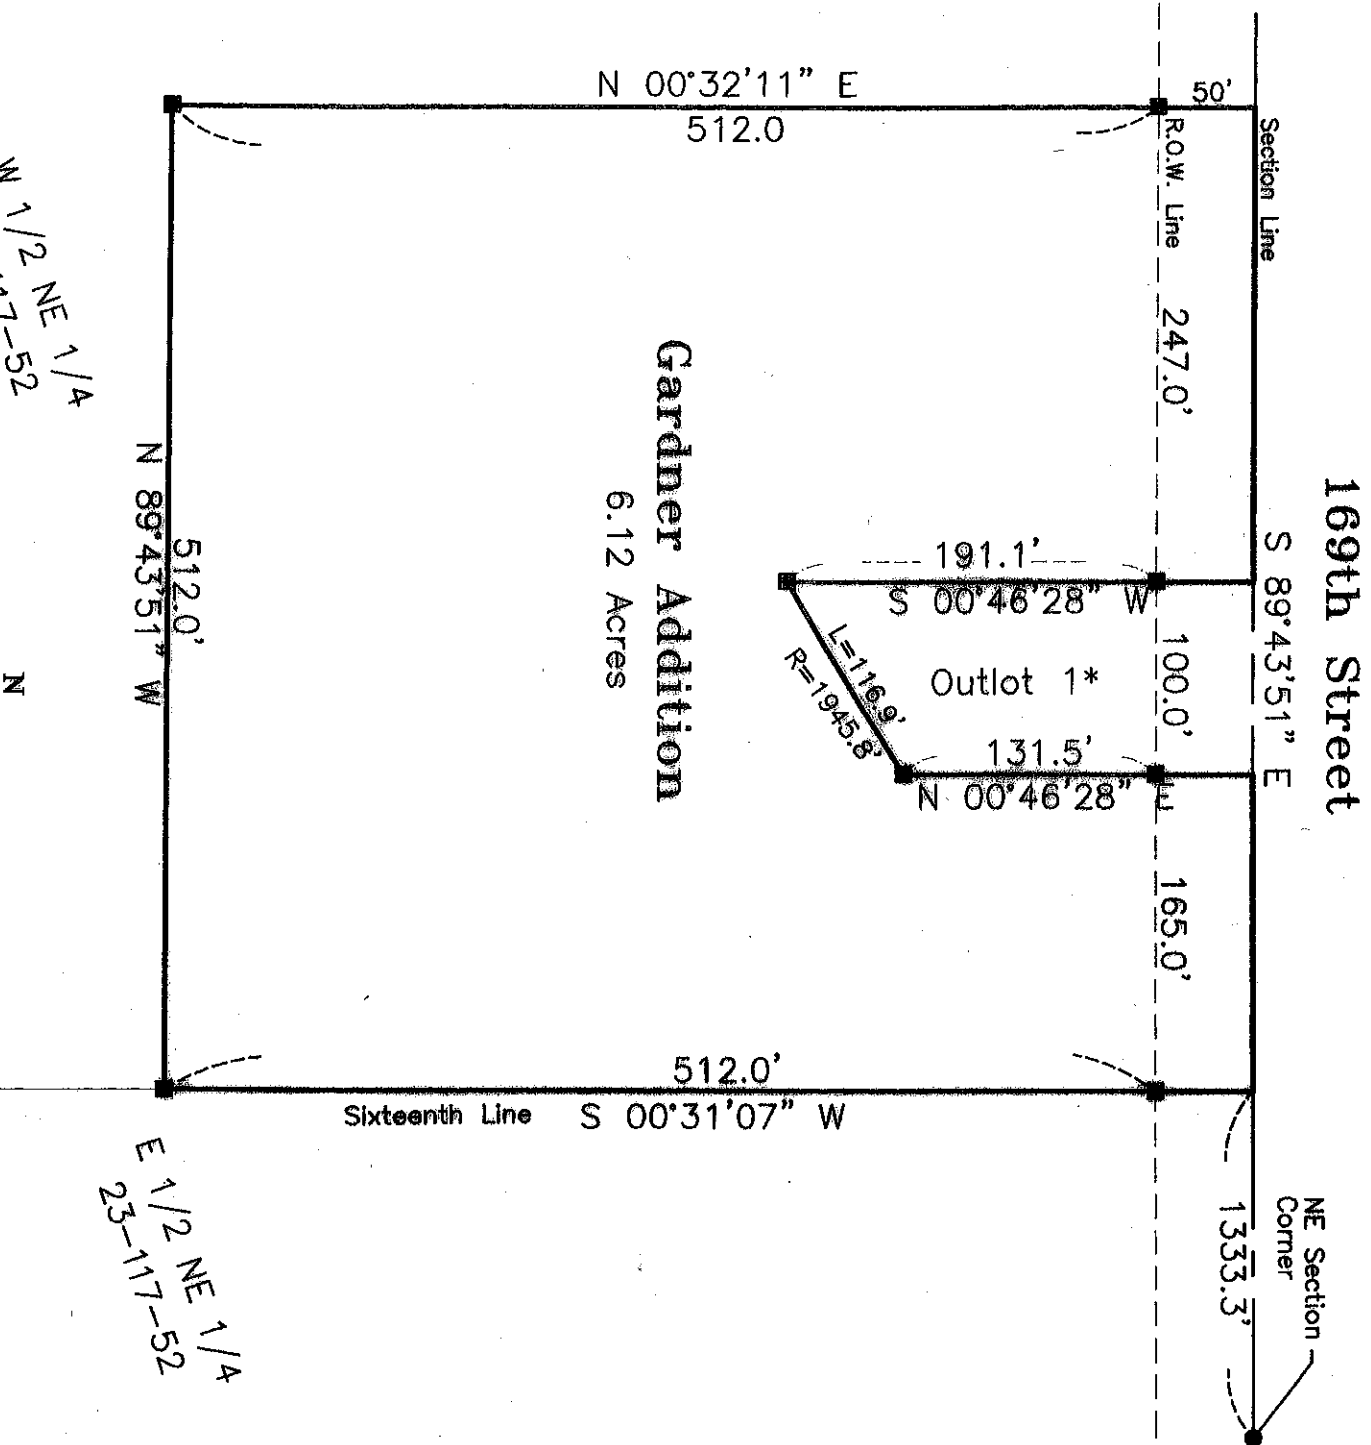 169th Street
Section Line
S 89°43'51" E
NE Section
Corner
1333.3'
50'
R.O.W. Line
247.0'
100.0'
165.0'
N 00°32'11" E
512.0
191.1'
S 00°46'28" W
Outlot 1*
131.5'
N 00°46'28" E
L=116.9'
R=1945.8'
Gardner Addition
6.12 Acres
512.0'
Sixteenth Line S 00°31'07" W
512.0'
N 89°43'51" W
W 1/2 NE 1/4
17-52
E 1/2 NE 1/4
23-117-52
N